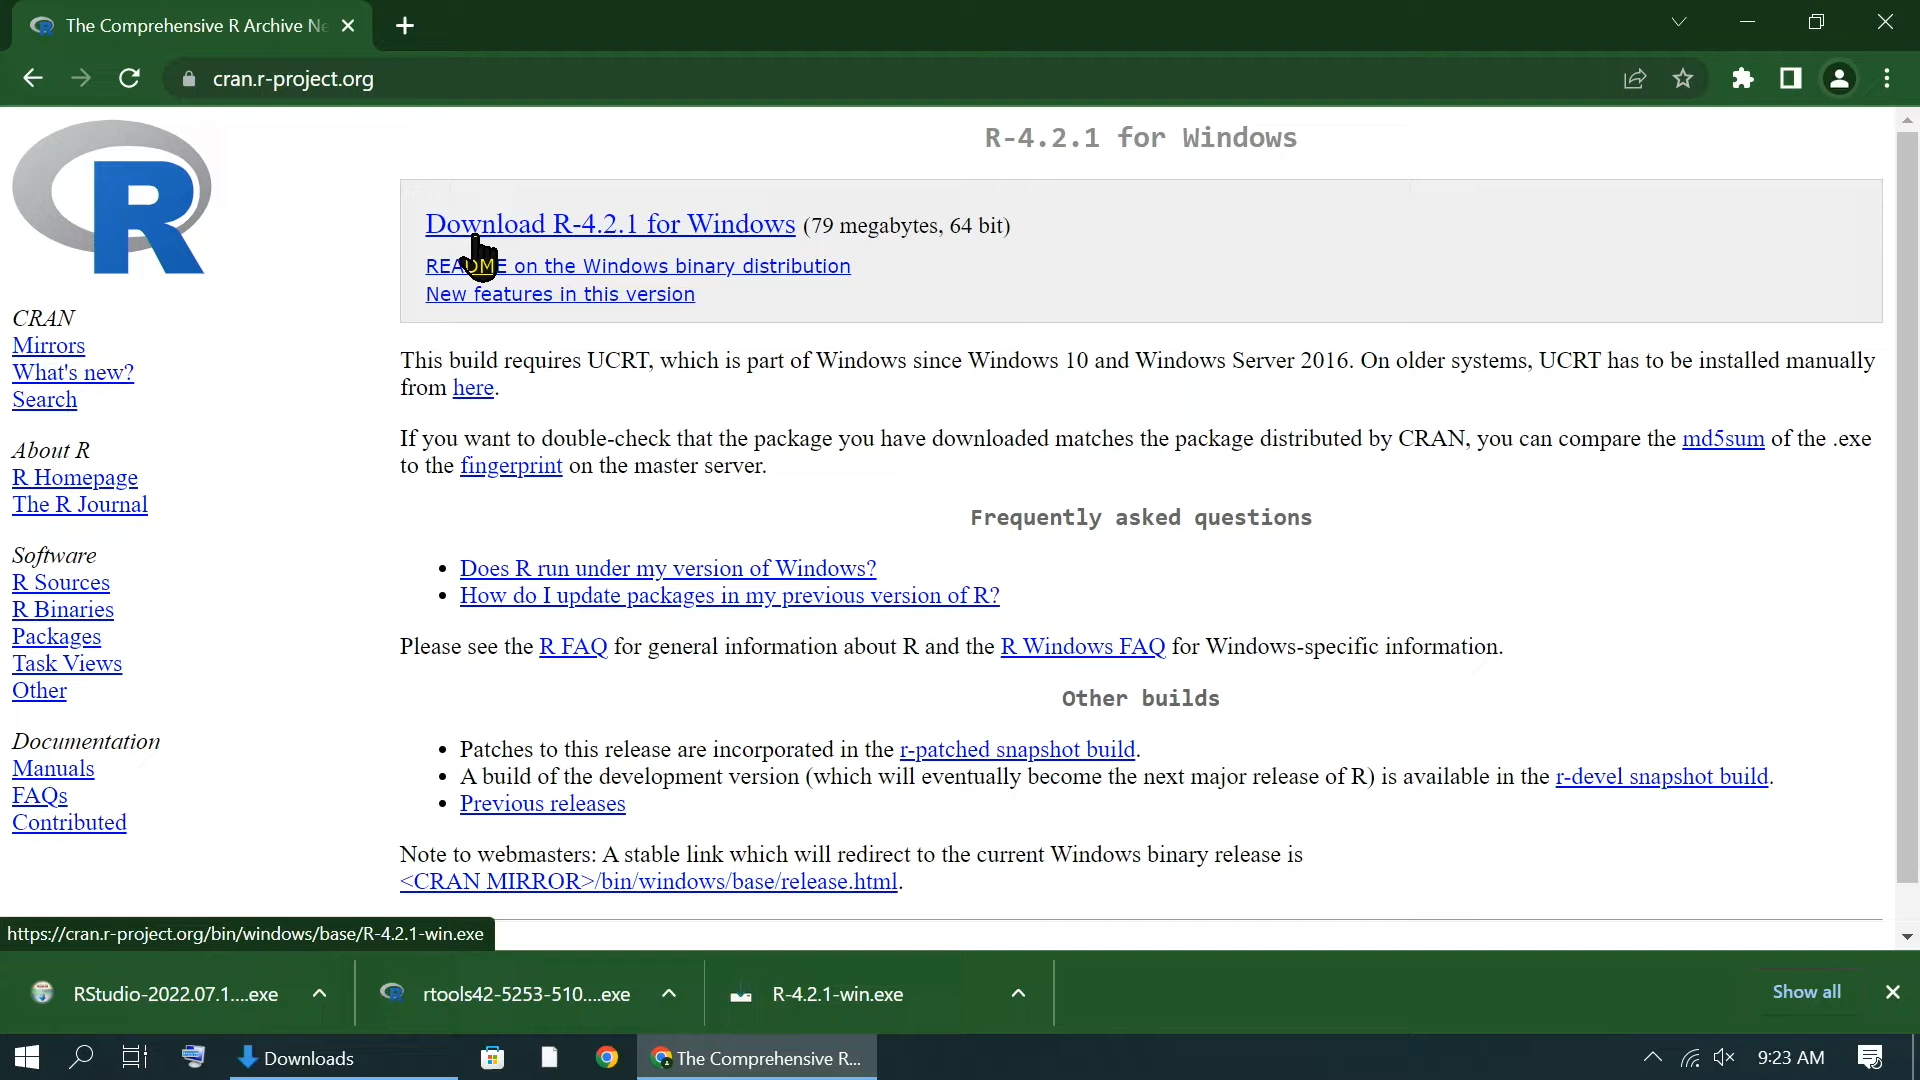 The Comprehensive R Archive Ne
cran.r-project.org
R
R-4.2.1 for Windows
Download R-4.2.1 for Windows (79 megabytes, 64 bit)
README on the Windows binary distribution
New features in this version
CRAN
Mirrors
What's new?
Search
About R
R Homepage
The R Journal
Software
R Sources
R Binaries
Packages
Task Views
Other
Documentation
Manuals
FAQs
Contributed
This build requires UCRT, which is part of Windows since Windows 10 and Windows Server 2016. On older systems, UCRT has to be installed manually
from here.
If you want to double-check that the package you have downloaded matches the package distributed by CRAN, you can compare the md5sum of the .exe
to the fingerprint on the master server.
Frequently asked questions
• Does R run under my version of Windows?
• How do I update packages in my previous version of R?
Please see the R FAQ for general information about R and the R Windows FAQ for Windows-specific information.
Other builds
• Patches to this release are incorporated in the r-patched snapshot build.
• A build of the development version (which will eventually become the next major release of R) is available in the r-devel snapshot build.
• Previous releases
Note to webmasters: A stable link which will redirect to the current Windows binary release is
<CRAN MIRROR>/bin/windows/base/release.html.
https://cran.r-project.org/bin/windows/base/R-4.2.1-win.exe
RStudio-2022.07.1....exe
rtools42-5253-510....exe
R-4.2.1-win.exe
Show all
Downloads
The Comprehensive R...
9:23 AM